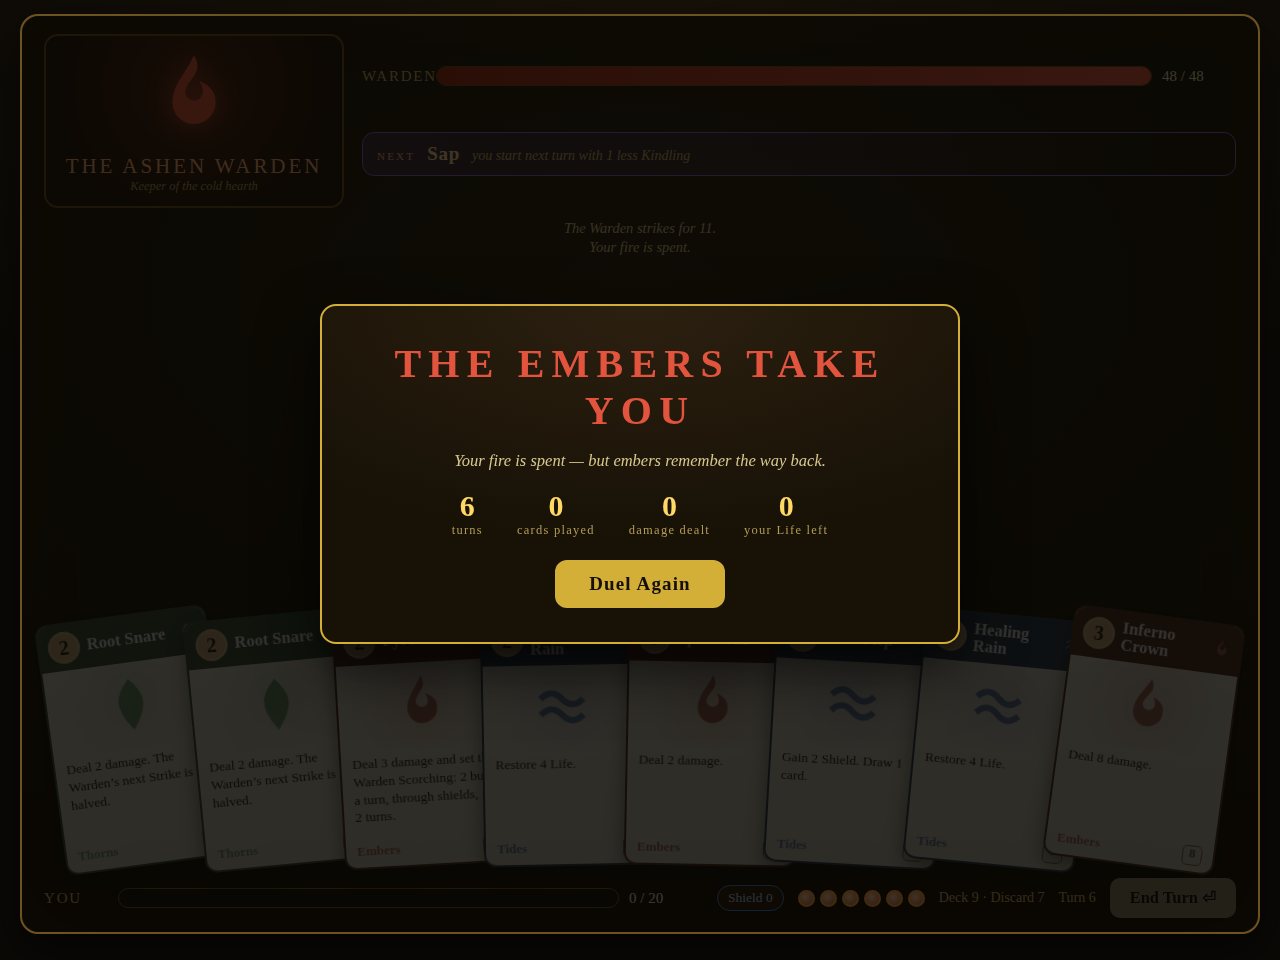 WARDEN
48 / 48
THE ASHEN WARDEN
Keeper of the cold hearth
NEXT Sap you start next turn with 1 less Kindling
The Warden strikes for 11.
Your fire is spent.
THE EMBERS TAKE
YOU
Your fire is spent — but embers remember the way back.
6
turns
0
cards played
0
damage dealt
0
your Life left
Duel Again
2 Root Snare
Deal 2 damage. The
Warden's next Strike is
halved.
Thorns
2 Root Snare
Deal 2 damage. The
Warden's next Strike is
halved.
Thorns
Deal 3 damage and set
Warden Scorching: 2
a turn, through shields,
2 turns.
Embers
Rain
Restore 4 Life.
Tides
Deal 2 damage.
Embers
Gain 2 Shield. Draw 1
card.
Tides
Healing
Rain
Restore 4 Life.
Tides
3 Inferno
Crown
Deal 8 damage.
Embers
8
YOU
0 / 20
Shield 0
Deck 9 · Discard 7
Turn 6
End Turn ⏎